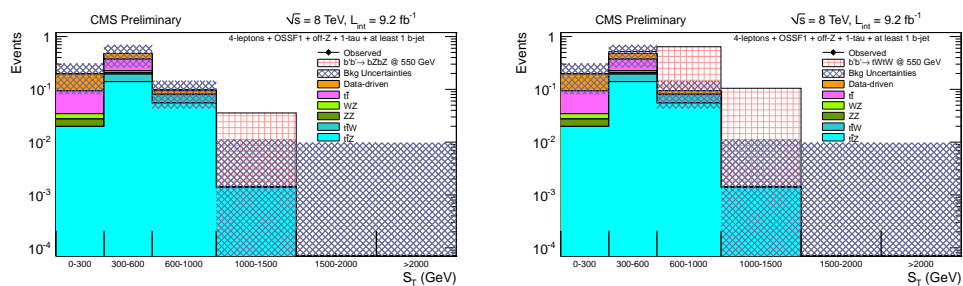 CMS Preliminary
√s = 8 TeV, L_int = 9.2 fb⁻¹
Events
4-leptons + OSSF1 + off-Z + 1-tau + at least 1 b-jet
Observed
b'b'→ bZbZ @ 550 GeV
Bkg Uncertainties
Data-driven
tt̄
WZ
ZZ
tt̄W
tt̄Z
1
10⁻¹
10⁻²
10⁻³
10⁻⁴
0-300 300-600 600-1000 1000-1500 1500-2000 >2000
S_T (GeV)
CMS Preliminary
√s = 8 TeV, L_int = 9.2 fb⁻¹
Events
4-leptons + OSSF1 + off-Z + 1-tau + at least 1 b-jet
Observed
b'b'→ tWtW @ 550 GeV
Bkg Uncertainties
Data-driven
tt̄
WZ
ZZ
tt̄W
tt̄Z
1
10⁻¹
10⁻²
10⁻³
10⁻⁴
0-300 300-600 600-1000 1000-1500 1500-2000 >2000
S_T (GeV)